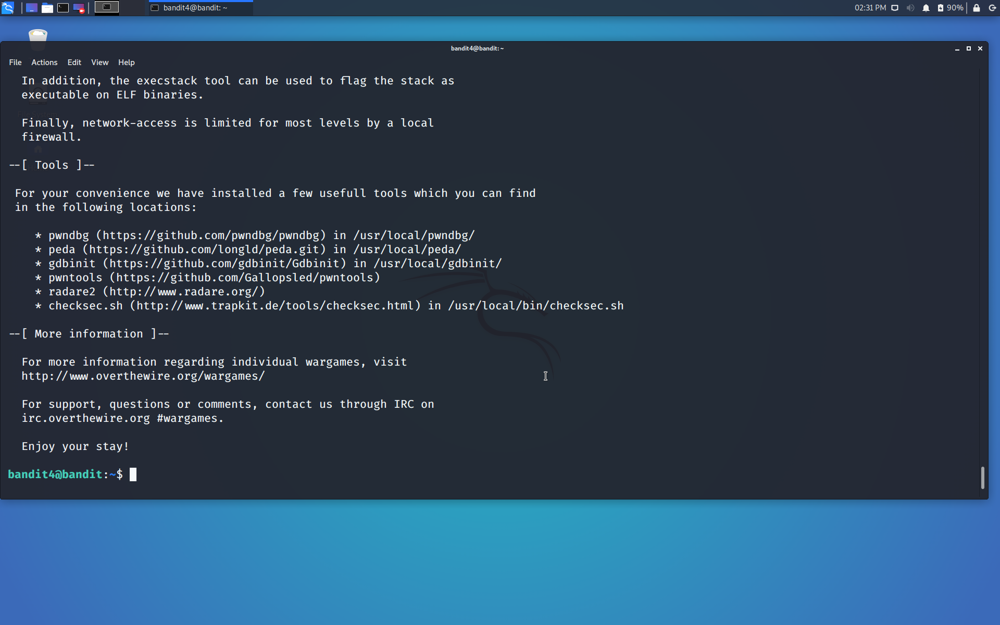 bandit4@bandit: ~
02:31 PM
90%
bandit4@bandit: ~
File Actions Edit View Help
In addition, the execstack tool can be used to flag the stack as
executable on ELF binaries.
Finally, network-access is limited for most levels by a local
firewall.
--[ Tools ]--
For your convenience we have installed a few usefull tools which you can find
in the following locations:
* pwndbg (https://github.com/pwndbg/pwndbg) in /usr/local/pwndbg/
* peda (https://github.com/longld/peda.git) in /usr/local/peda/
* gdbinit (https://github.com/gdbinit/Gdbinit) in /usr/local/gdbinit/
* pwntools (https://github.com/Gallopsled/pwntools)
* radare2 (http://www.radare.org/)
* checksec.sh (http://www.trapkit.de/tools/checksec.html) in /usr/local/bin/checksec.sh
--[ More information ]--
For more information regarding individual wargames, visit
http://www.overthewire.org/wargames/
For support, questions or comments, contact us through IRC on
irc.overthewire.org #wargames.
Enjoy your stay!
bandit4@bandit:~$